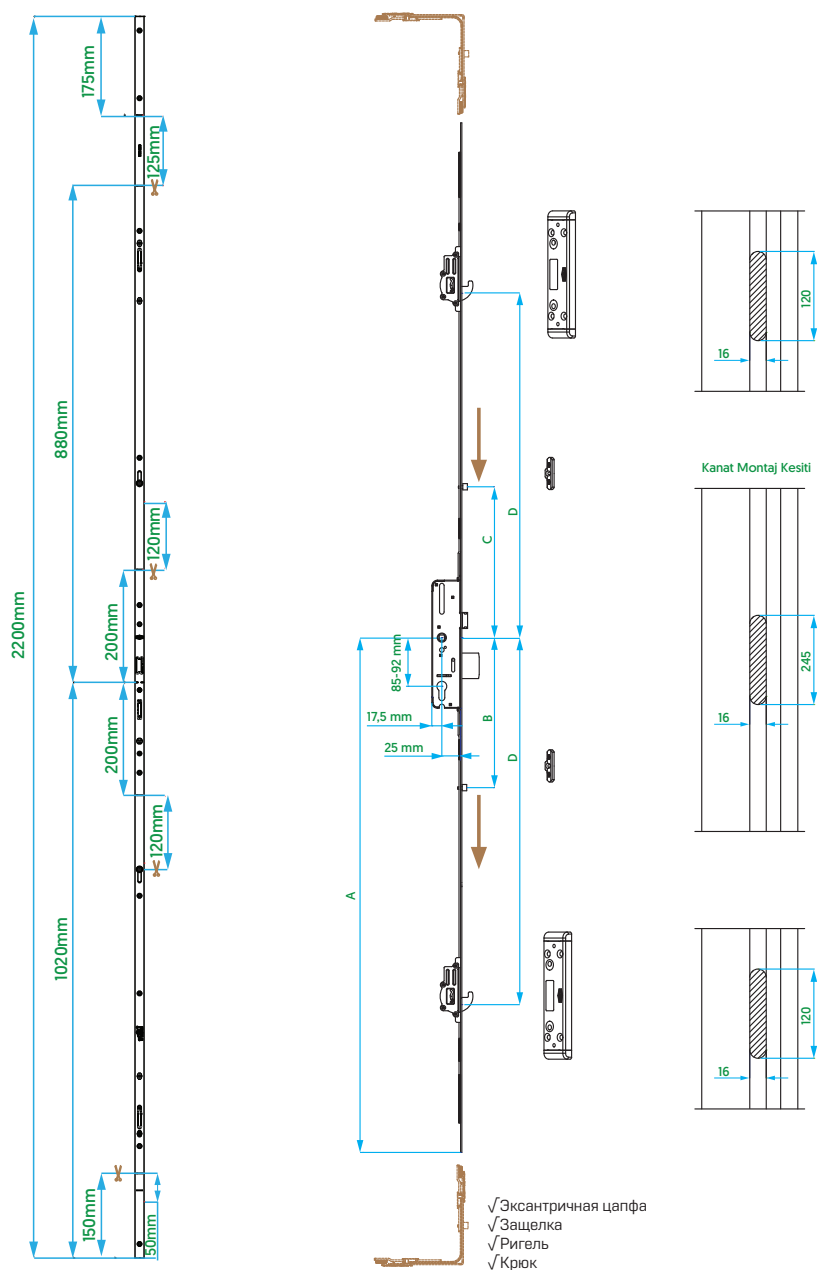 175mm
125mm
880mm
120mm
2200mm
200mm
200mm
120mm
1020mm
150mm
50mm
D
C
85-92 mm
17,5 mm
25 mm
B
D
A
120
16
Kanat Montaj Kesiti
245
16
120
16
√Эксантричная цапфа
√Защелка
√Ригель
√Крюк